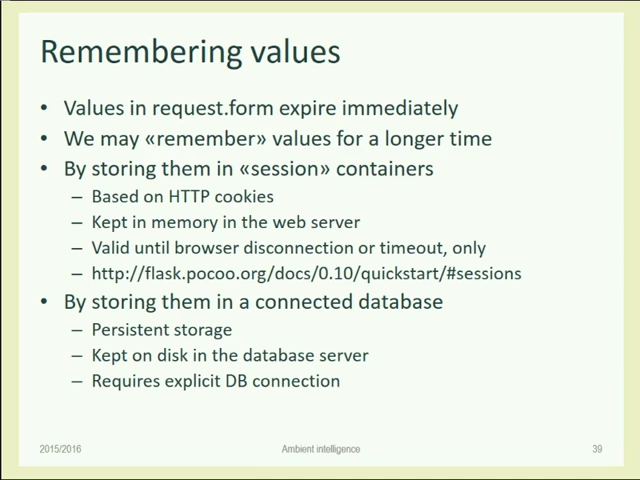 Remembering values
• Values in request.form expire immediately
• We may «remember» values for a longer time
• By storing them in «session» containers
– Based on HTTP cookies
– Kept in memory in the web server
– Valid until browser disconnection or timeout, only
– http://flask.pocoo.org/docs/0.10/quickstart/#sessions
• By storing them in a connected database
– Persistent storage
– Kept on disk in the database server
– Requires explicit DB connection
2015/2016
Ambient intelligence
39